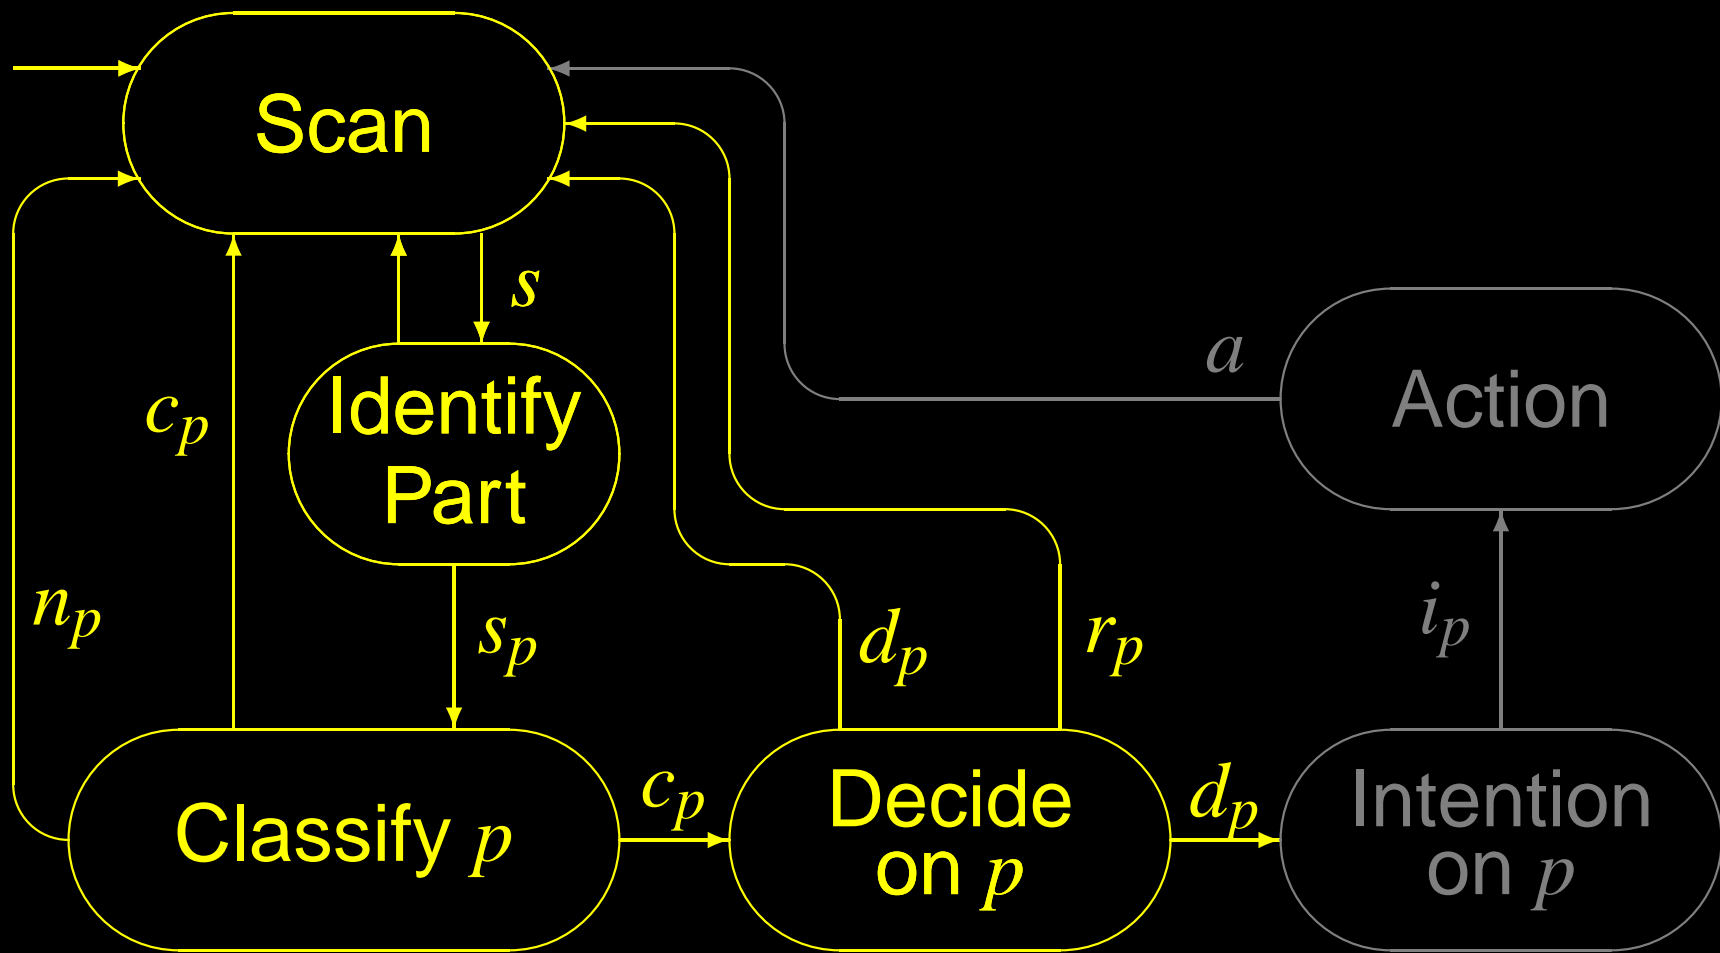 Scan
s
Identify
Part
a
Action
c_p
n_p
s_p
d_p
r_p
i_p
Classify p
c_p
Decide
on p
d_p
Intention
on p